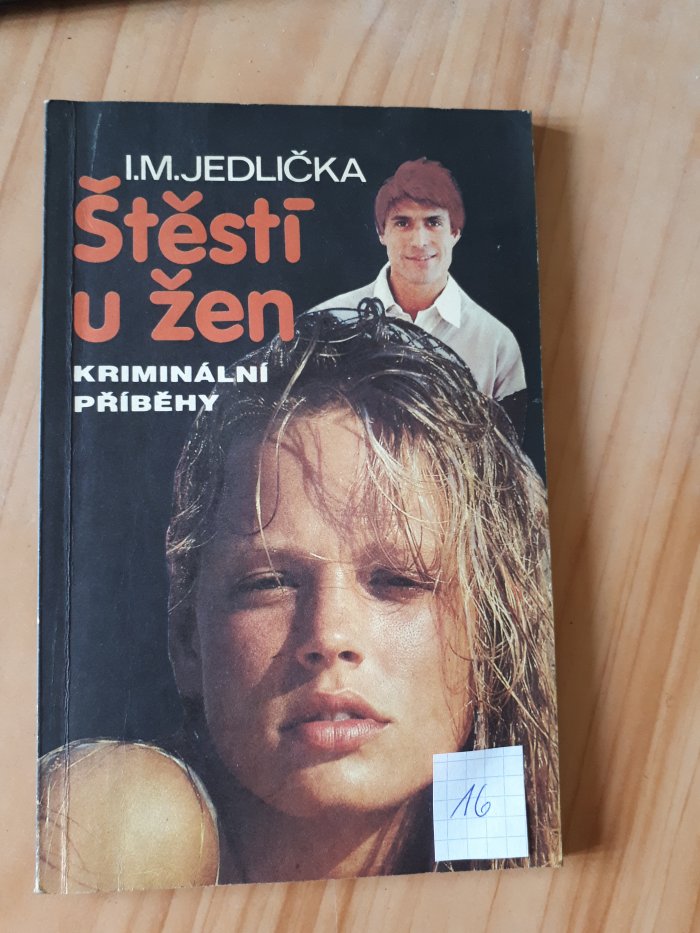 I.M.JEDLIČKA
Štěstí
u žen
KRIMINÁLNÍ
PŘÍBĚHY
16